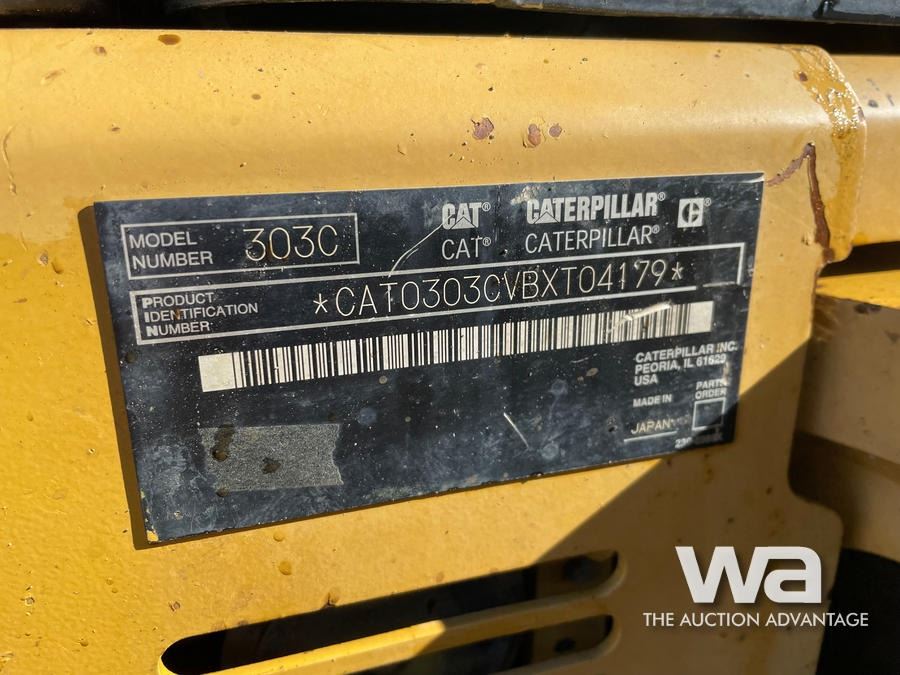 MODEL
NUMBER
303C
CAT® CATERPILLAR®
CAT® CATERPILLAR®
PRODUCT
IDENTIFICATION
NUMBER
*CAT0303CVBXT04179*
CATERPILLAR INC.
PEORIA, IL 61629
USA
MADE IN
JAPAN
PARTS
ORDER
wa
THE AUCTION ADVANTAGE